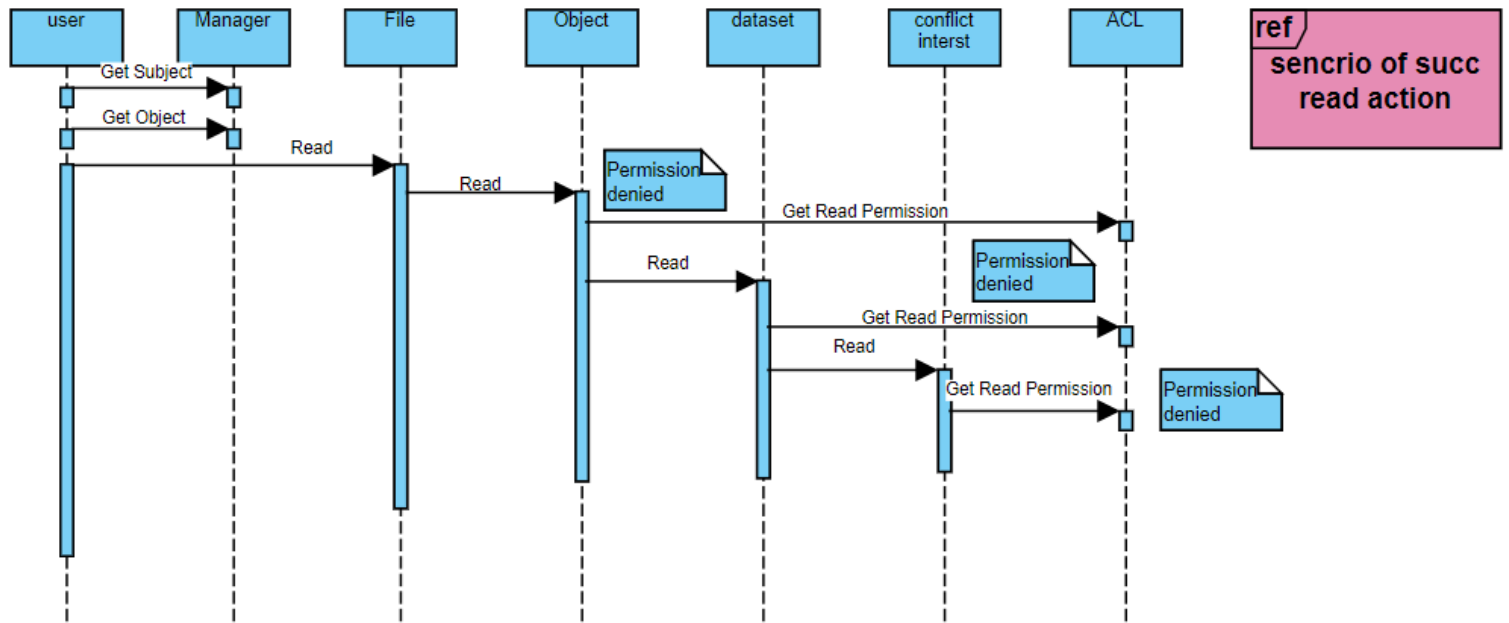 user
Manager
File
Object
dataset
conflict
interst
ACL
ref
sencrio of succ
read action
Get Subject
Get Object
Read
Read
Permission
denied
Get Read Permission
Read
Permission
denied
Get Read Permission
Read
Get Read Permission
Permission
denied